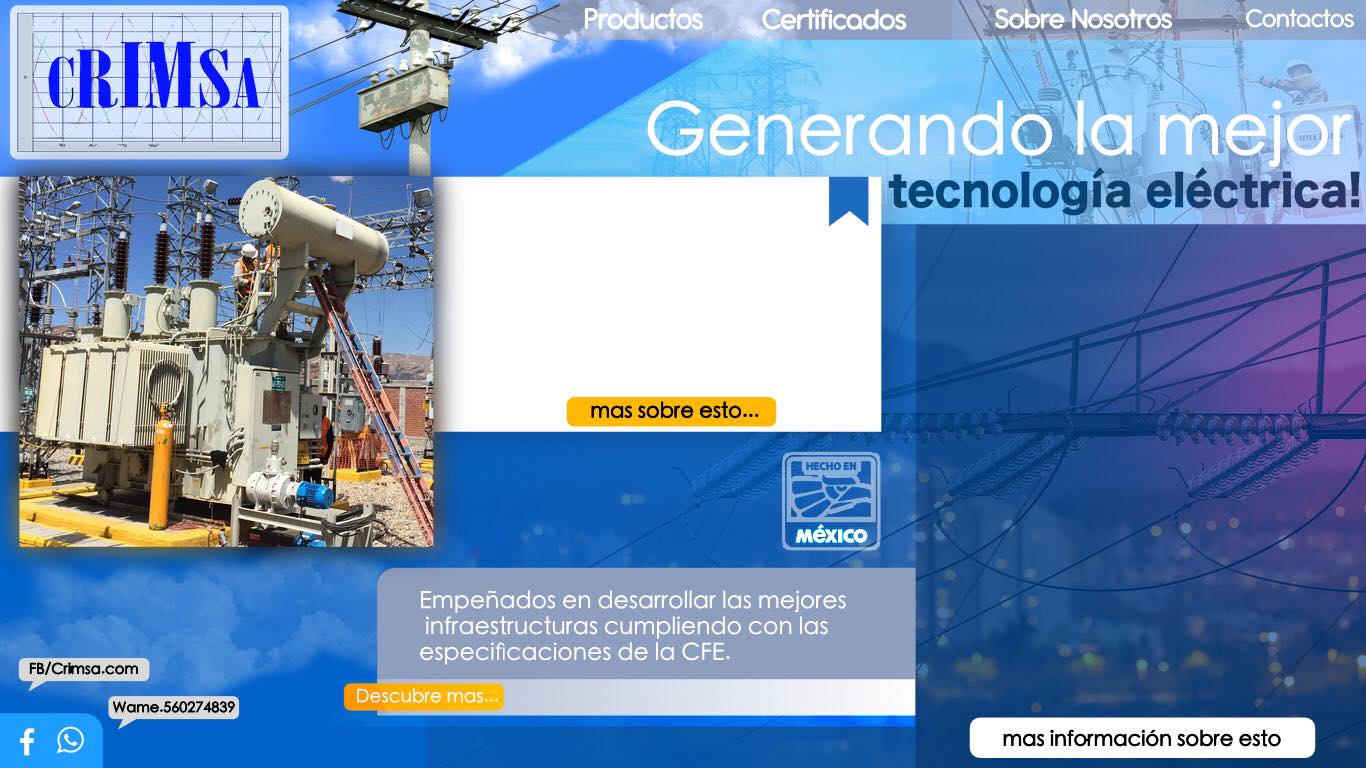 CRIMSA
Productos
Certificados
Sobre Nosotros
Contactos
Generando la mejor
tecnología eléctrica!
mas sobre esto...
HECHO EN
MÉXICO
Empeñados en desarrollar las mejores
infraestructuras cumpliendo con las
especificaciones de la CFE.
Descubre mas...
FB/Crimsa.com
Wame.560274839
mas información sobre esto